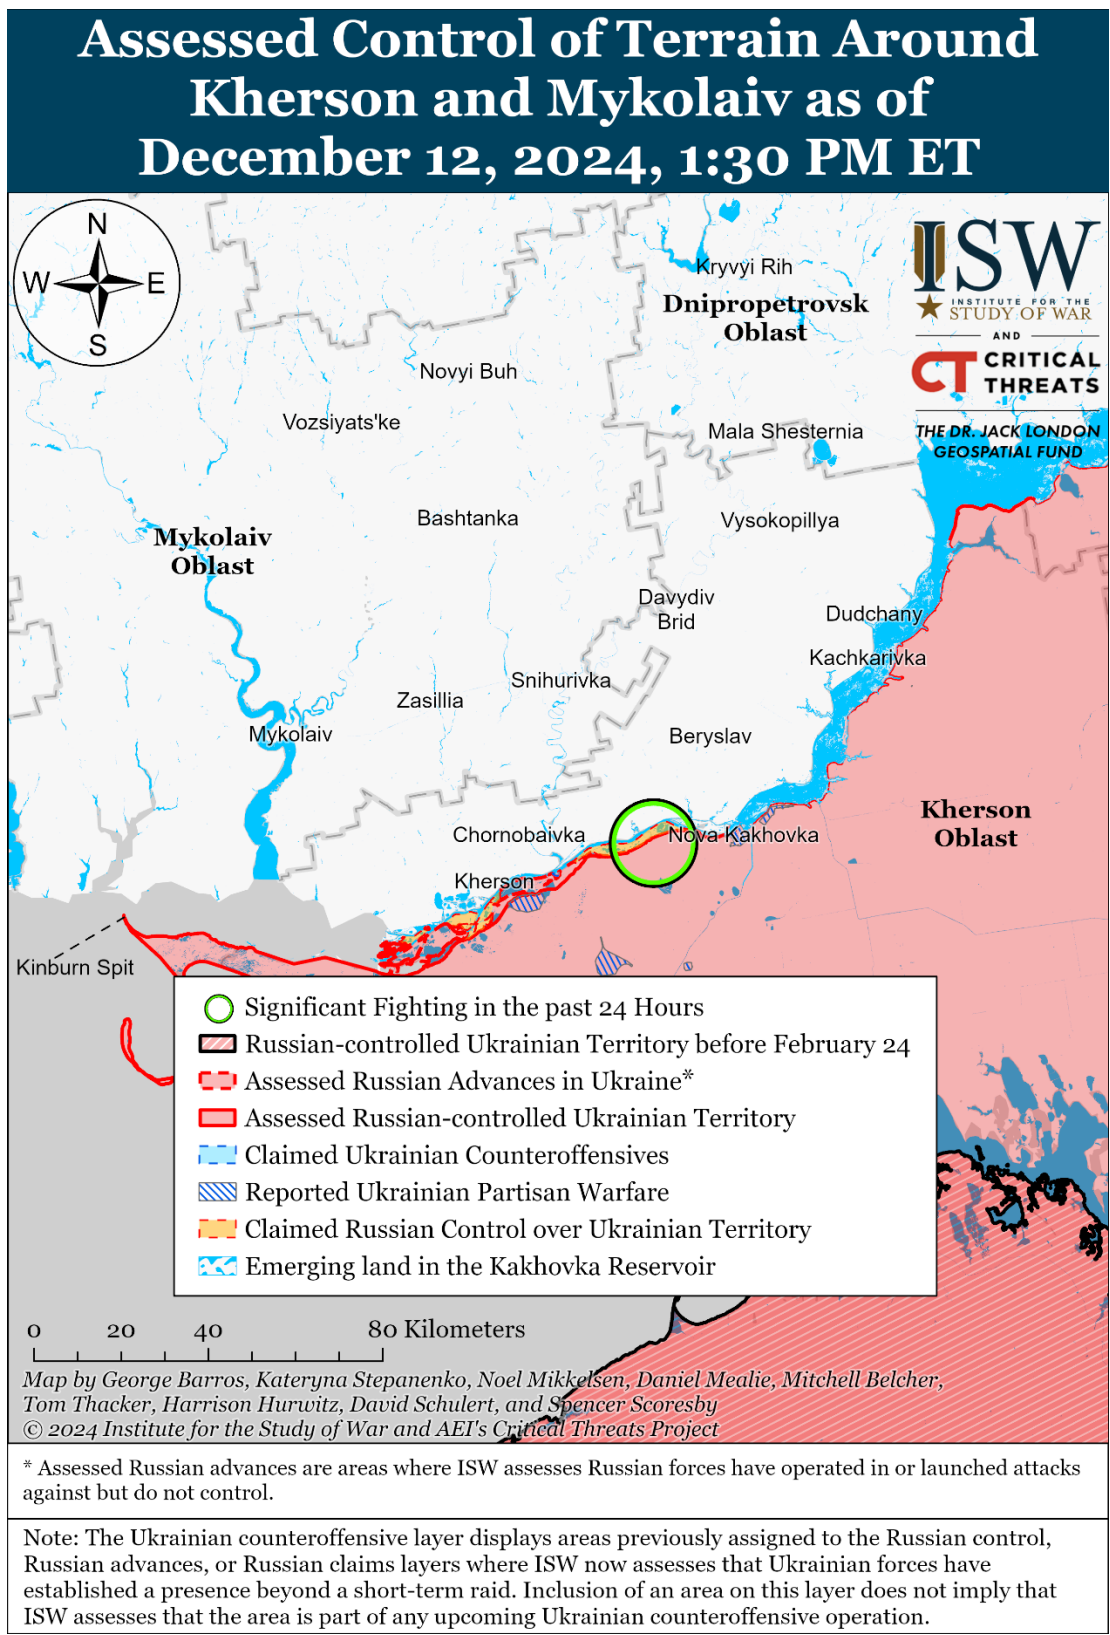 Assessed Control of Terrain Around
Kherson and Mykolaiv as of
December 12, 2024, 1:30 PM ET
N
W E
S
ISW
INSTITUTE FOR THE
STUDY OF WAR
AND
CT CRITICAL
THREATS
THE DR. JACK LONDON
GEOSPATIAL FUND
Kryvyi Rih
Dnipropetrovsk
Oblast
Novyi Buh
Vozsiyats'ke
Mala Shesternia
Bashtanka
Vysokopillya
Mykolaiv
Oblast
Davydiv
Brid
Dudchany
Kachkarivka
Snihurivka
Zasillia
Mykolaiv
Beryslav
Kherson
Oblast
Chornobaivka
Nova Kakhovka
Kherson
Kinburn Spit
Significant Fighting in the past 24 Hours
Russian-controlled Ukrainian Territory before February 24
Assessed Russian Advances in Ukraine*
Assessed Russian-controlled Ukrainian Territory
Claimed Ukrainian Counteroffensives
Reported Ukrainian Partisan Warfare
Claimed Russian Control over Ukrainian Territory
Emerging land in the Kakhovka Reservoir
0 20 40 80 Kilometers
Map by George Barros, Kateryna Stepanenko, Noel Mikkelsen, Daniel Mealie, Mitchell Belcher,
Tom Thacker, Harrison Hurwitz, David Schulert, and Spencer Scoresby
© 2024 Institute for the Study of War and AEI's Critical Threats Project
* Assessed Russian advances are areas where ISW assesses Russian forces have operated in or launched attacks
against but do not control.
Note: The Ukrainian counteroffensive layer displays areas previously assigned to the Russian control,
Russian advances, or Russian claims layers where ISW now assesses that Ukrainian forces have
established a presence beyond a short-term raid. Inclusion of an area on this layer does not imply that
ISW assesses that the area is part of any upcoming Ukrainian counteroffensive operation.